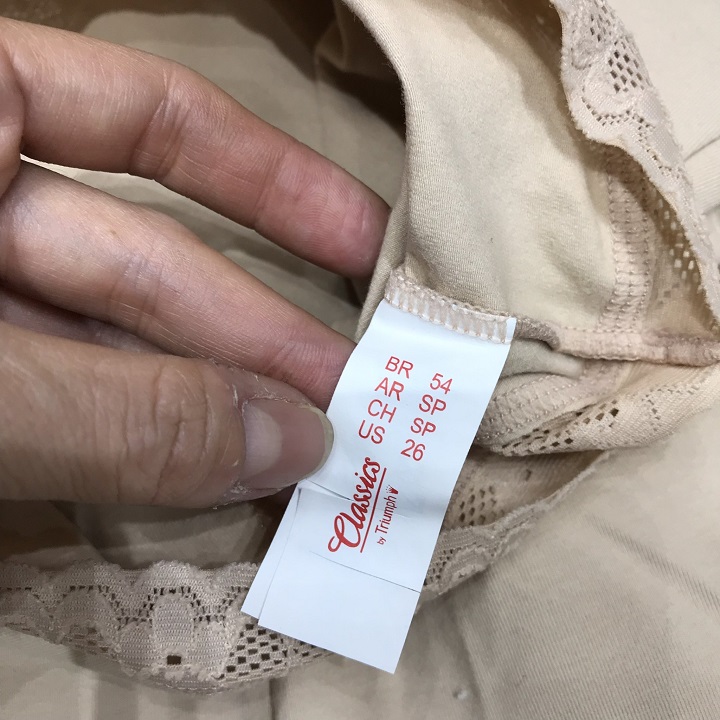 BR 54
AR SP
CH SP
US 26
Classics
by Triumph